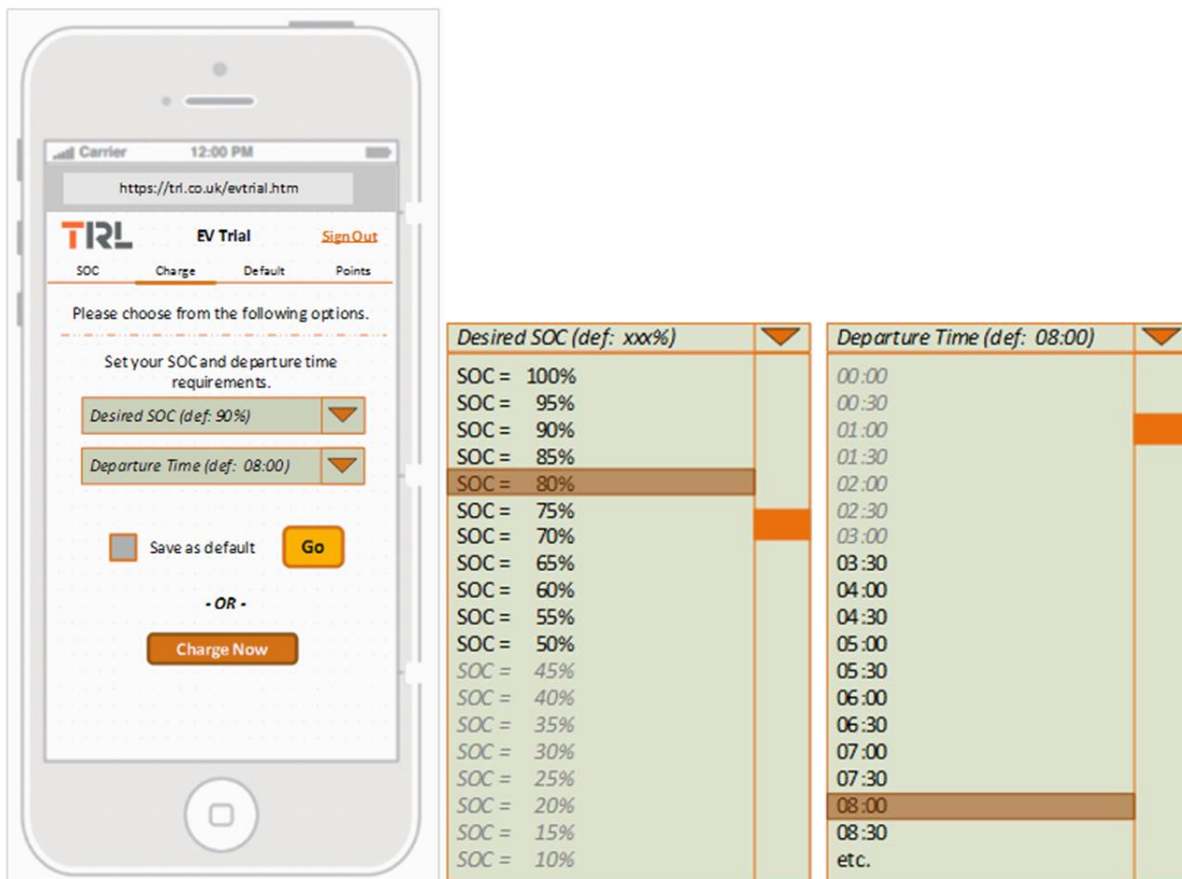 Carrier 12:00 PM
https://trl.co.uk/evtrial.htm
TRL EV Trial Sign Out
SOC Charge Default Points
Please choose from the following options.
Set your SOC and departure time
requirements.
Desired SOC (def: 90%)
Departure Time (def: 08:00)
Save as default Go
- OR -
Charge Now
Desired SOC (def: xxx%)
SOC = 100%
SOC = 95%
SOC = 90%
SOC = 85%
SOC = 80%
SOC = 75%
SOC = 70%
SOC = 65%
SOC = 60%
SOC = 55%
SOC = 50%
SOC = 45%
SOC = 40%
SOC = 35%
SOC = 30%
SOC = 25%
SOC = 20%
SOC = 15%
SOC = 10%
Departure Time (def: 08:00)
00:00
00:30
01:00
01:30
02:00
02:30
03:00
03:30
04:00
04:30
05:00
05:30
06:00
06:30
07:00
07:30
08:00
08:30
etc.